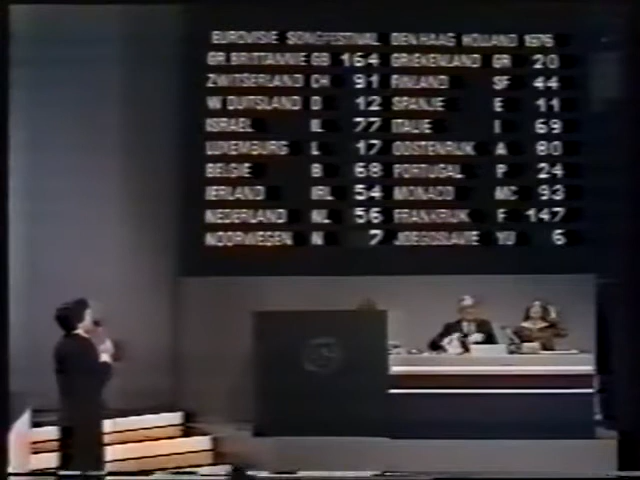 EUROVISIE SONGFESTIVAL DEN HAAG HOLLAND 1976
GR.BRITTANNIE GB 164 GRIEKENLAND GR 20
ZWITSERLAND CH 91 FINLAND SF 44
W DUITSLAND D 12 SPANJE E 11
ISRAEL IL 77 ITALIE I 69
LUXEMBURG L 17 OOSTENRIJK A 80
BELGIE B 68 PORTUGAL P 24
IERLAND IRL 54 MONACO MC 93
NEDERLAND NL 56 FRANKRIJK F 147
NOORWEGEN N 7 JOEGOSLAVIE YU 6